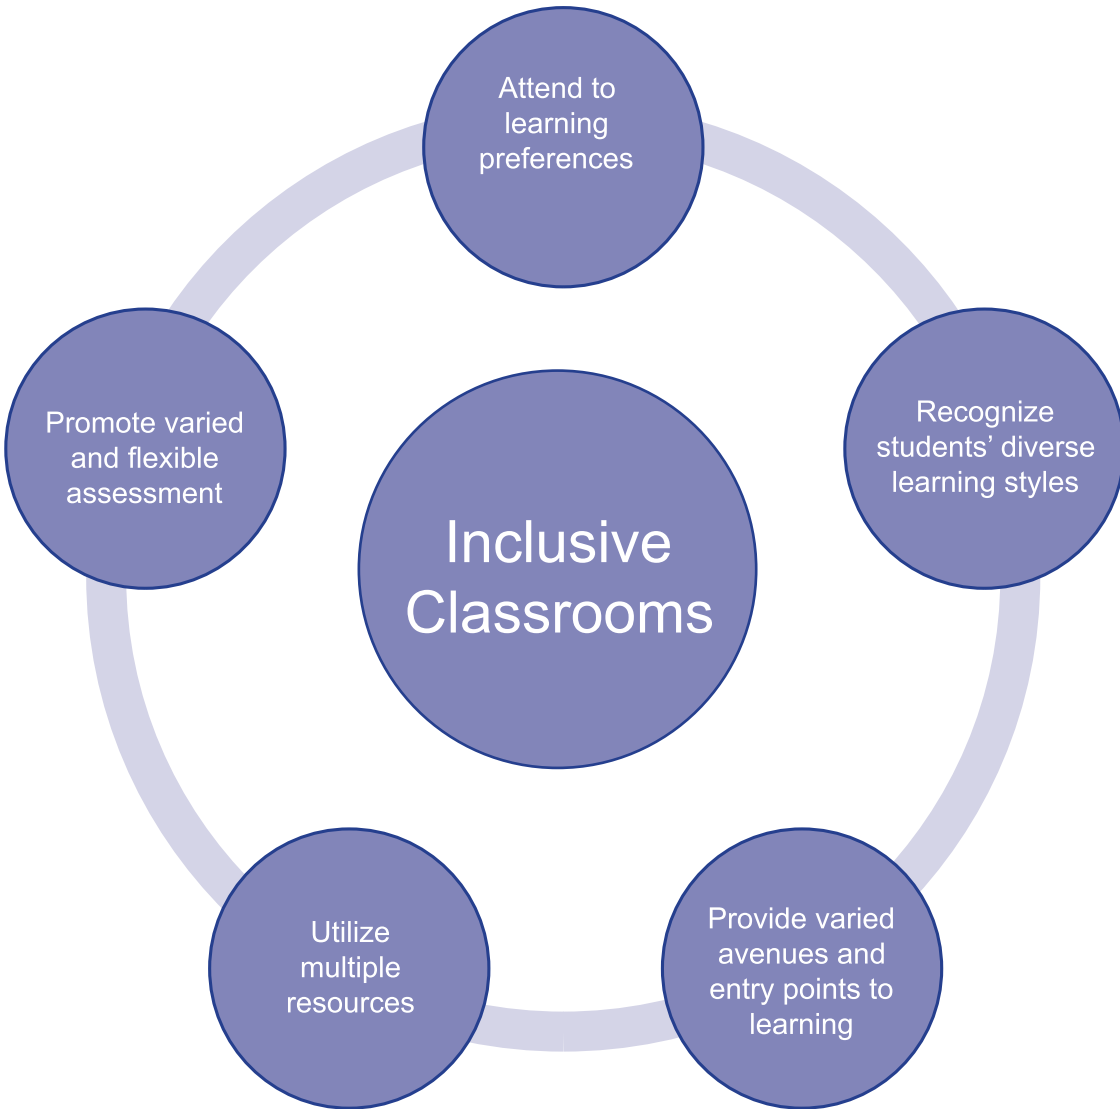 Attend to
learning
preferences
Recognize
students’ diverse
learning styles
Provide varied
avenues and
entry points to
learning
Utilize
multiple
resources
Promote varied
and flexible
assessment
Inclusive
Classrooms